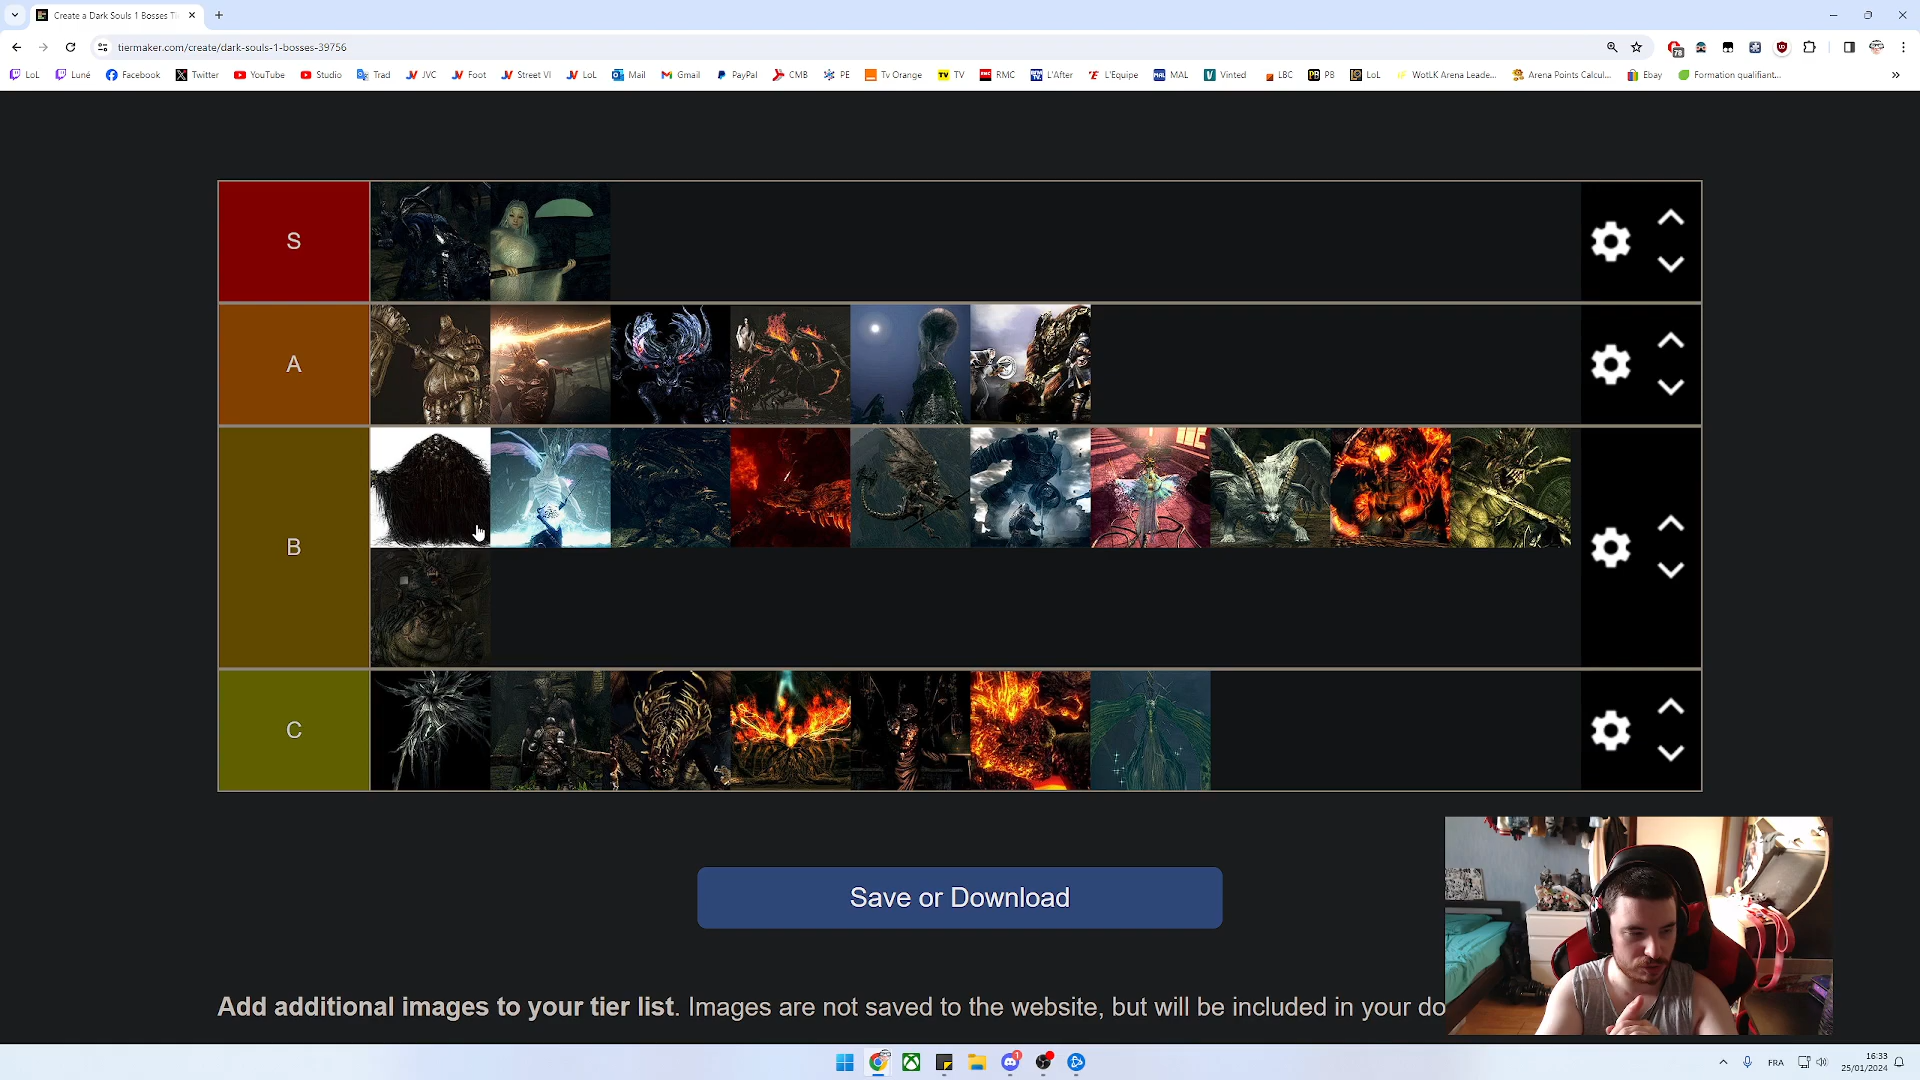 Create a Dark Souls 1 Bosses Ti
tiermaker.com/create/dark-souls-1-bosses-39756
78
LoL Luné Facebook Twitter YouTube Studio Trad JVC Foot Street VI LoL Mail Gmail PayPal CMB PE Tv Orange TV RMC L'After L'Equipe MAL Vinted LBC PB LoL WotLK Arena Leade... Arena Points Calcul... Ebay Formation qualifiant...
S
A
B
C
Save or Download
Add additional images to your tier list. Images are not saved to the website, but will be included in your do
1
FRA
16:33
25/01/2024